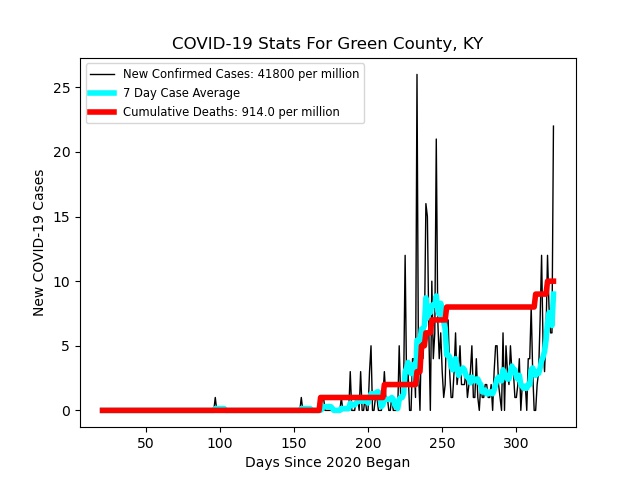 COVID-19 Stats For Green County, KY
New Confirmed Cases: 41800 per million
7 Day Case Average
Cumulative Deaths: 914.0 per million
New COVID-19 Cases
25
20
15
10
5
0
50
100
150
200
250
300
Days Since 2020 Began